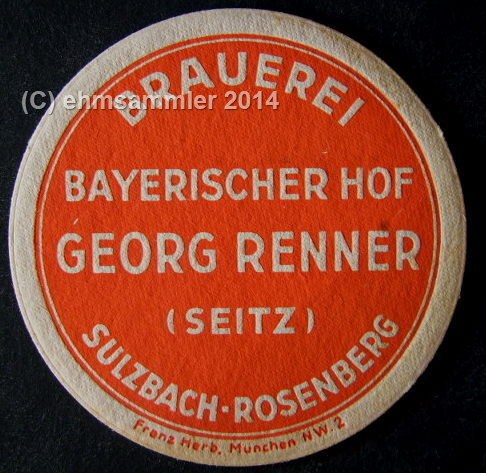 BRAUEREI
(C) ehmsammler 2014
BAYERISCHER HOF
GEORG RENNER
(SEITZ)
SULZBACH-ROSENBERG
Franz Herb, München NW. 2